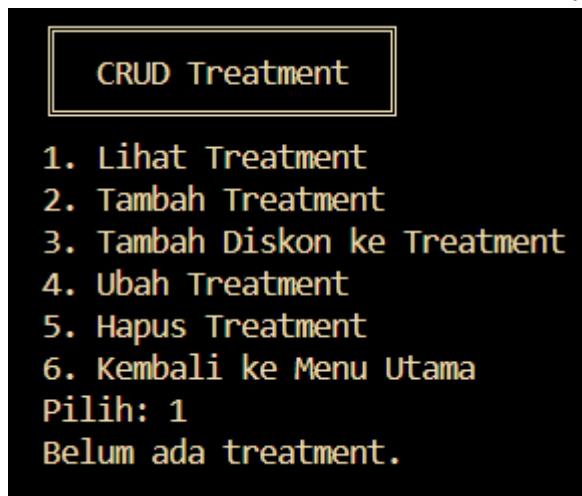 CRUD Treatment
1. Lihat Treatment
2. Tambah Treatment
3. Tambah Diskon ke Treatment
4. Ubah Treatment
5. Hapus Treatment
6. Kembali ke Menu Utama
Pilih: 1
Belum ada treatment.